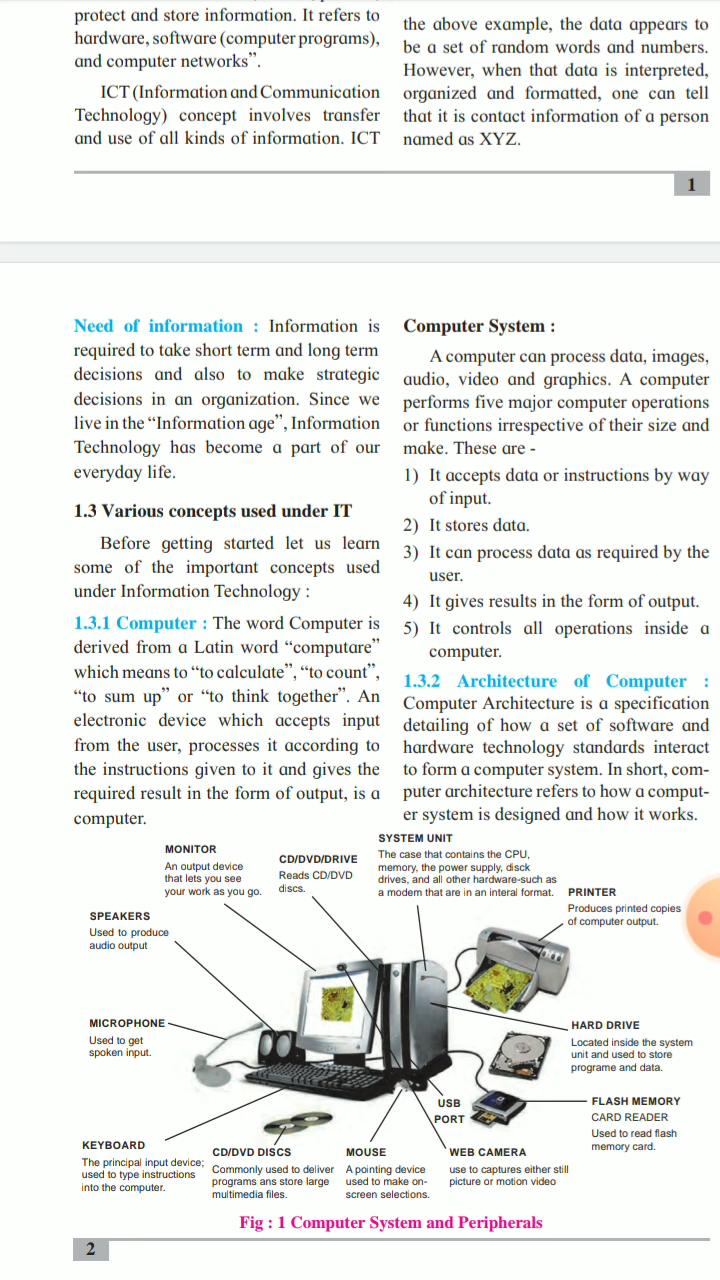 protect and store information. It refers to
hardware, software (computer programs),
and computer networks”.
ICT (Information and Communication
Technology) concept involves transfer
and use of all kinds of information. ICT
the above example, the data appears to
be a set of random words and numbers.
However, when that data is interpreted,
organized and formatted, one can tell
that it is contact information of a person
named as XYZ.
1
Need of information : Information is
required to take short term and long term
decisions and also to make strategic
decisions in an organization. Since we
live in the “Information age”, Information
Technology has become a part of our
everyday life.
1.3 Various concepts used under IT
Before getting started let us learn
some of the important concepts used
under Information Technology :
1.3.1 Computer : The word Computer is
derived from a Latin word “computare”
which means to “to calculate”, “to count”,
“to sum up” or “to think together”. An
electronic device which accepts input
from the user, processes it according to
the instructions given to it and gives the
required result in the form of output, is a
computer.
Computer System :
A computer can process data, images,
audio, video and graphics. A computer
performs five major computer operations
or functions irrespective of their size and
make. These are -
1) It accepts data or instructions by way
of input.
2) It stores data.
3) It can process data as required by the
user.
4) It gives results in the form of output.
5) It controls all operations inside a
computer.
1.3.2 Architecture of Computer :
Computer Architecture is a specification
detailing of how a set of software and
hardware technology standards interact
to form a computer system. In short, com-
puter architecture refers to how a comput-
er system is designed and how it works.
MONITOR
An output device
that lets you see
your work as you go.
CD/DVD/DRIVE
Reads CD/DVD
discs.
SYSTEM UNIT
The case that contains the CPU,
memory, the power supply, disck
drives, and all other hardware-such as
a modem that are in an interal format.
PRINTER
Produces printed copies
of computer output.
SPEAKERS
Used to produce
audio output
MICROPHONE
Used to get
spoken input.
HARD DRIVE
Located inside the system
unit and used to store
programe and data.
USB
PORT
FLASH MEMORY
CARD READER
Used to read flash
memory card.
KEYBOARD
The principal input device;
used to type instructions
into the computer.
CD/DVD DISCS
Commonly used to deliver
programs ans store large
multimedia files.
MOUSE
A pointing device
used to make on-
screen selections.
WEB CAMERA
use to captures either still
picture or motion video
Fig : 1 Computer System and Peripherals
2